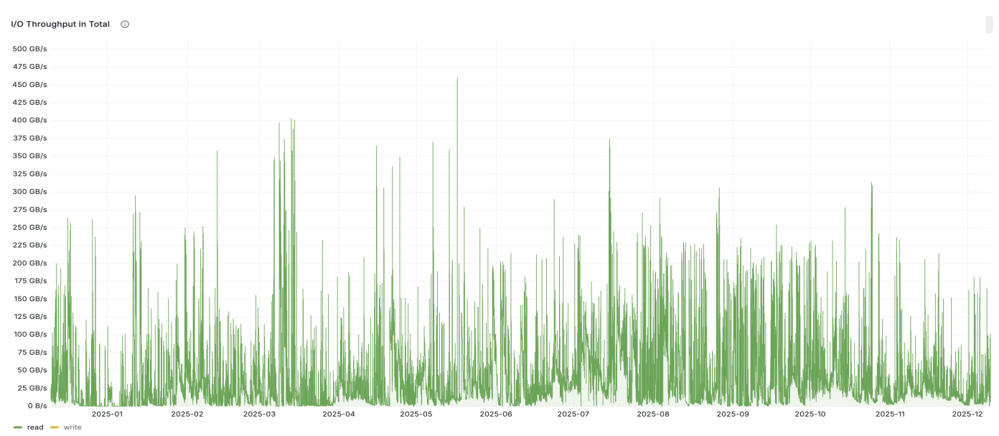 I/O Throughput in Total
500 GB/s
475 GB/s
450 GB/s
425 GB/s
400 GB/s
375 GB/s
350 GB/s
325 GB/s
300 GB/s
275 GB/s
250 GB/s
225 GB/s
200 GB/s
175 GB/s
150 GB/s
125 GB/s
100 GB/s
75 GB/s
50 GB/s
25 GB/s
0 B/s
2025-01 2025-02 2025-03 2025-04 2025-05 2025-06 2025-07 2025-08 2025-09 2025-10 2025-11 2025-12
read write